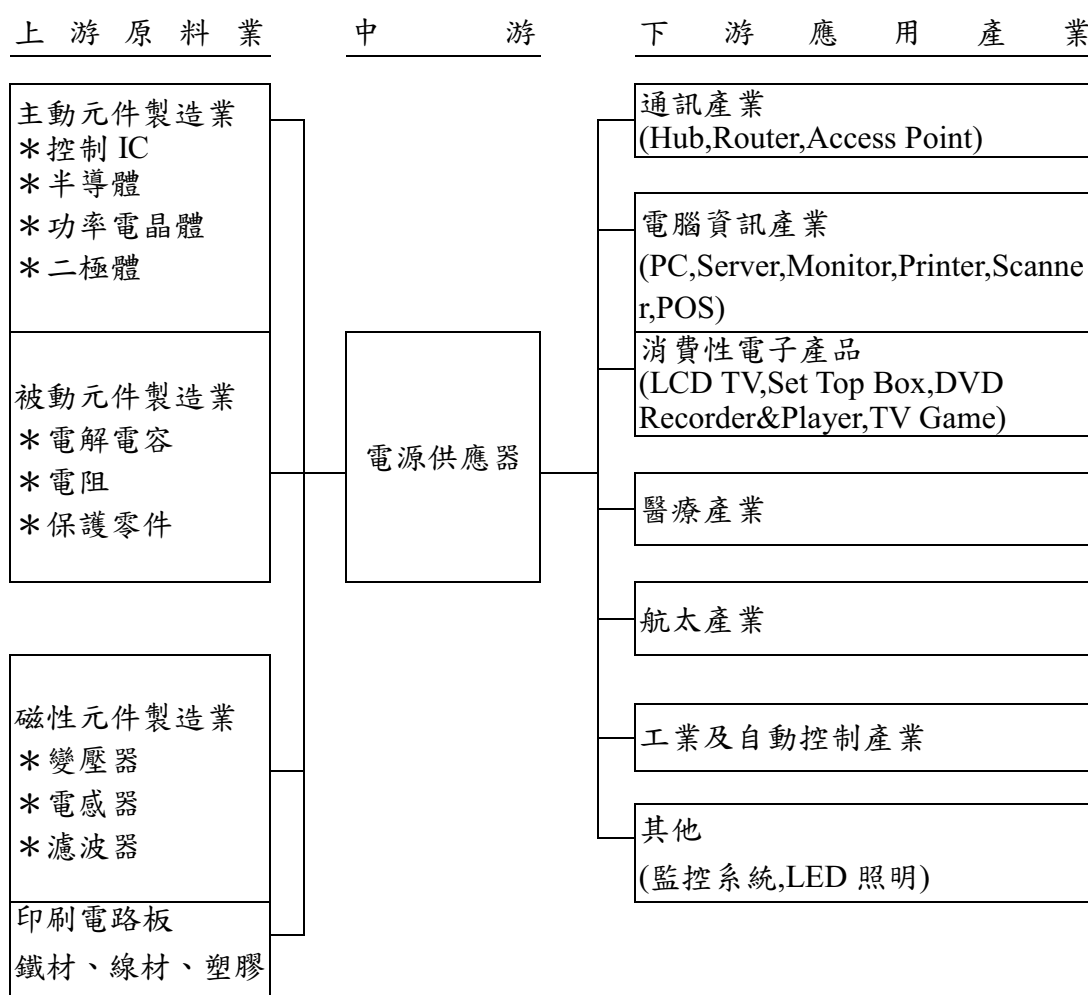 上游原料業
中游
下游應用產業
主動元件製造業
＊控制 IC
＊半導體
＊功率電晶體
＊二極體
被動元件製造業
＊電解電容
＊電阻
＊保護零件
磁性元件製造業
＊變壓器
＊電感器
＊濾波器
印刷電路板
鐵材、線材、塑膠
電源供應器
通訊產業
(Hub,Router,Access Point)
電腦資訊產業
(PC,Server,Monitor,Printer,Scanne
r,POS)
消費性電子產品
(LCD TV,Set Top Box,DVD
Recorder&Player,TV Game)
醫療產業
航太產業
工業及自動控制產業
其他
(監控系統,LED 照明)